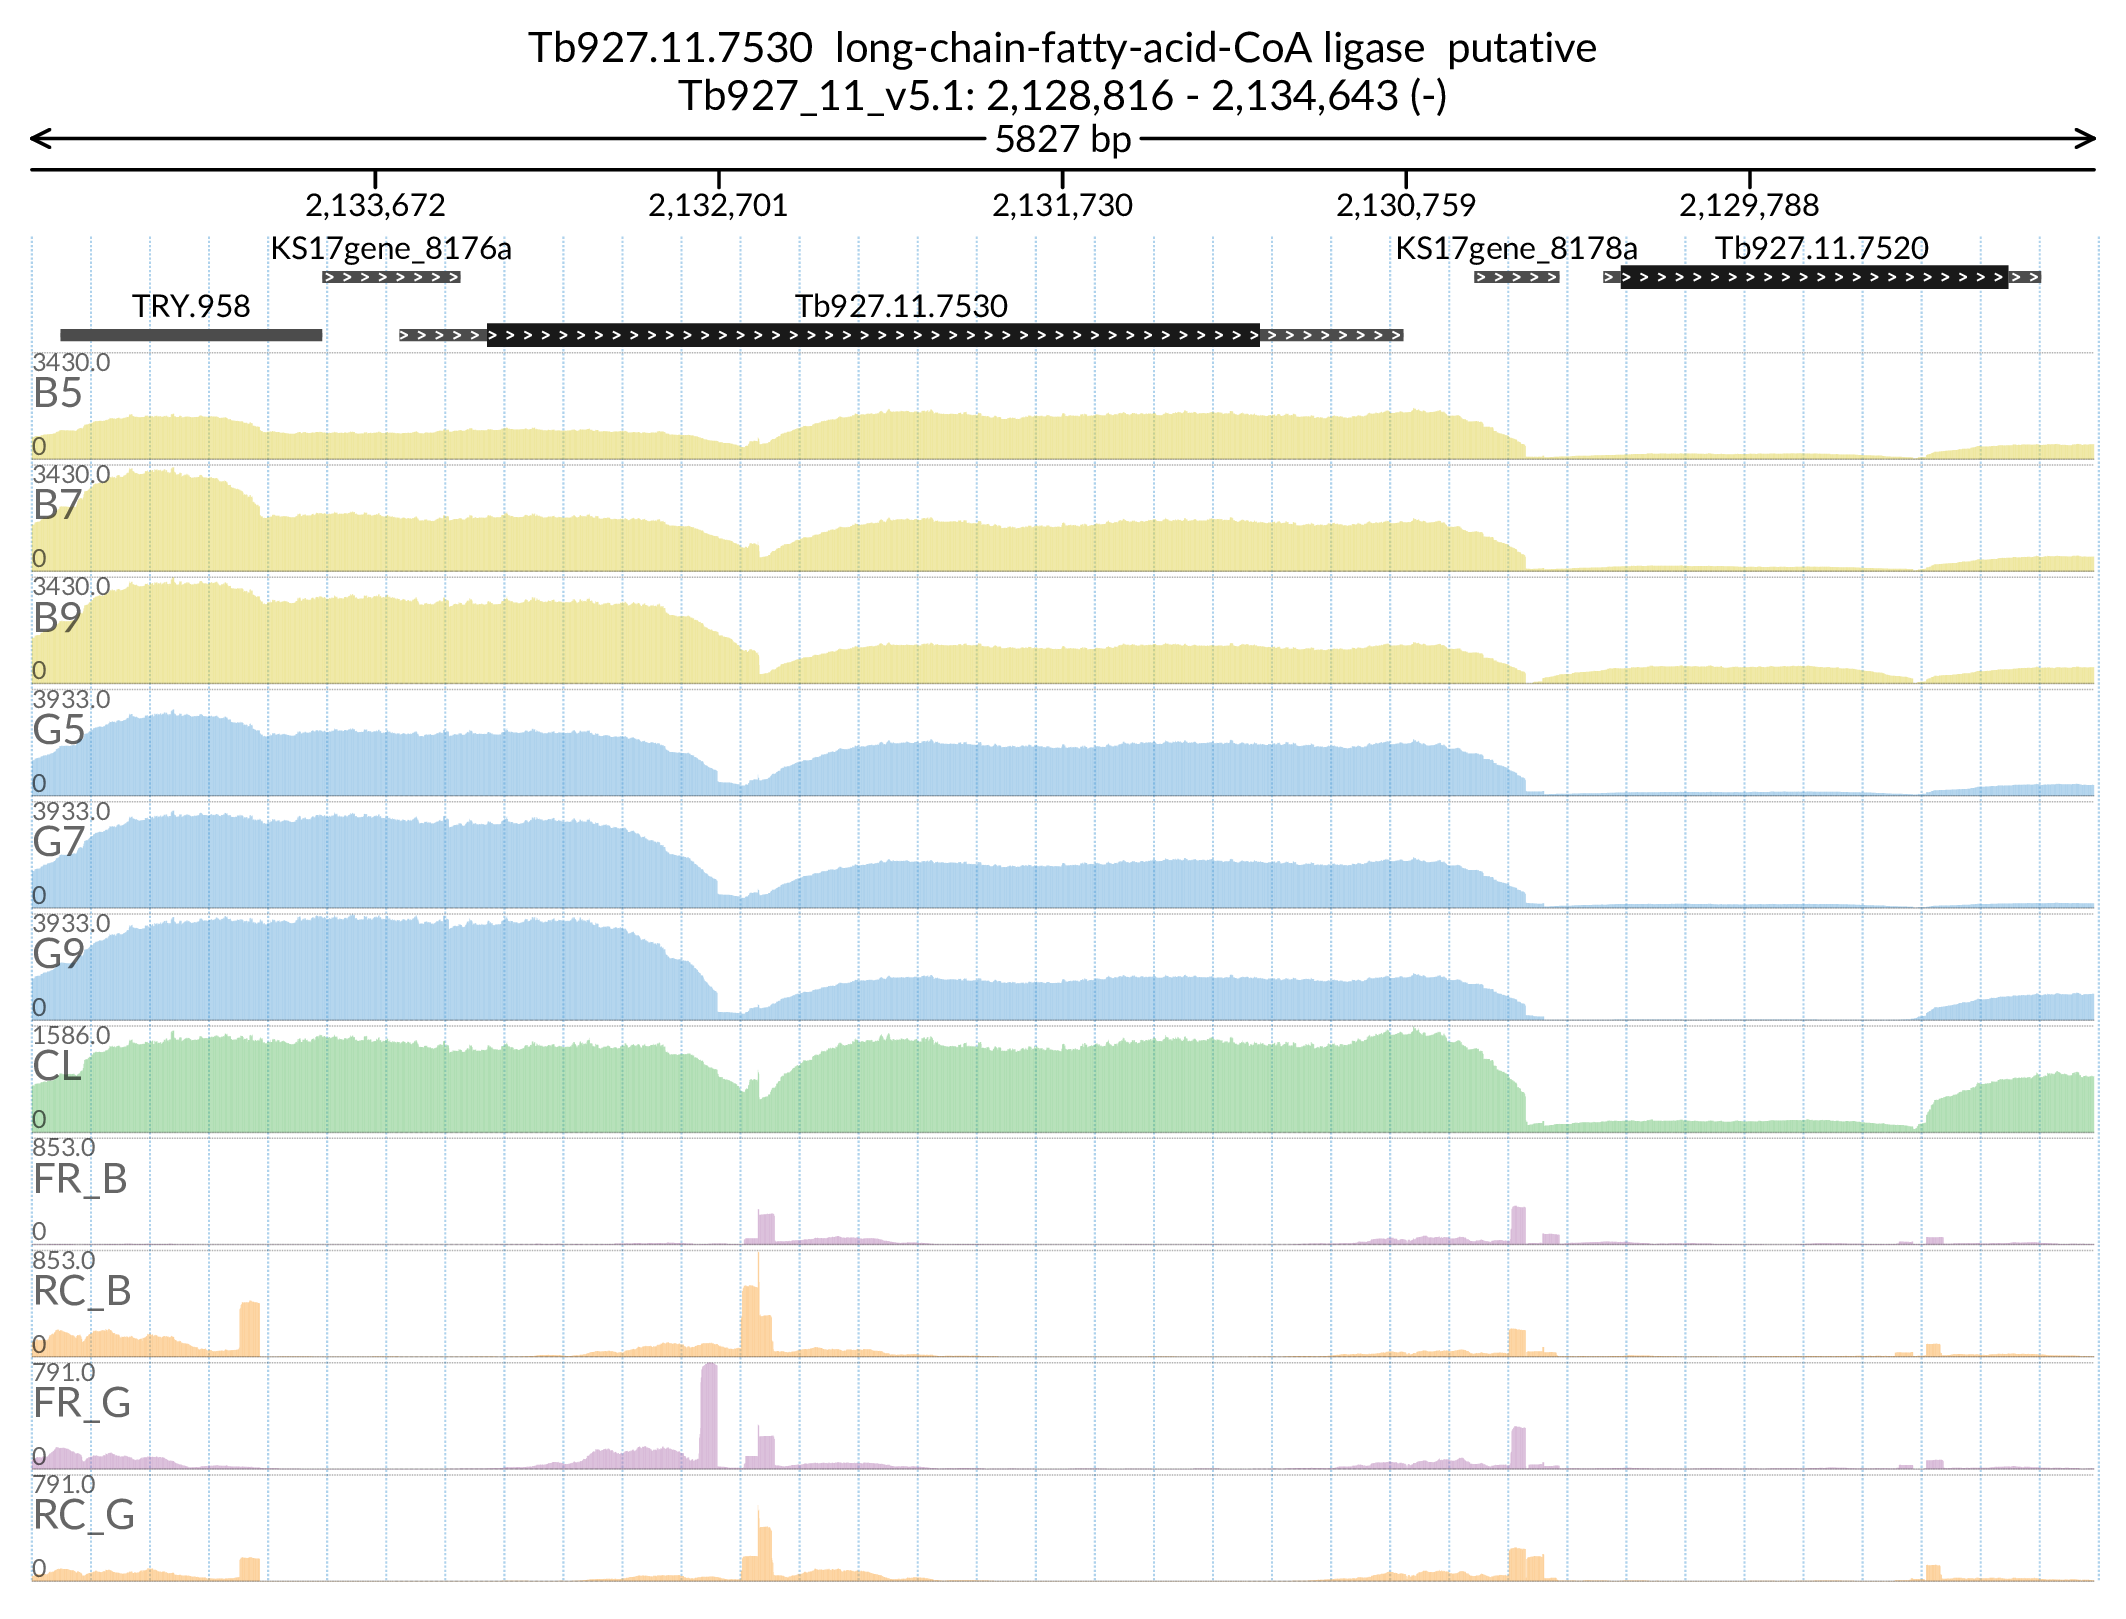 Tb927.11.7530 long-chain-fatty-acid-CoA ligase putative
Tb927_11_v5.1: 2,128,816 - 2,134,643 (-)
5827 bp
2,133,672 2,132,701 2,131,730 2,130,759 2,129,788
KS17gene_8176a KS17gene_8178a Tb927.11.7520
TRY.958 Tb927.11.7530
3430.0
B5
0
3430.0
B7
0
3430.0
B9
0
3933.0
G5
0
3933.0
G7
0
3933.0
G9
0
1586.0
CL
0
853.0
FR_B
0
853.0
RC_B
0
791.0
FR_G
0
791.0
RC_G
0